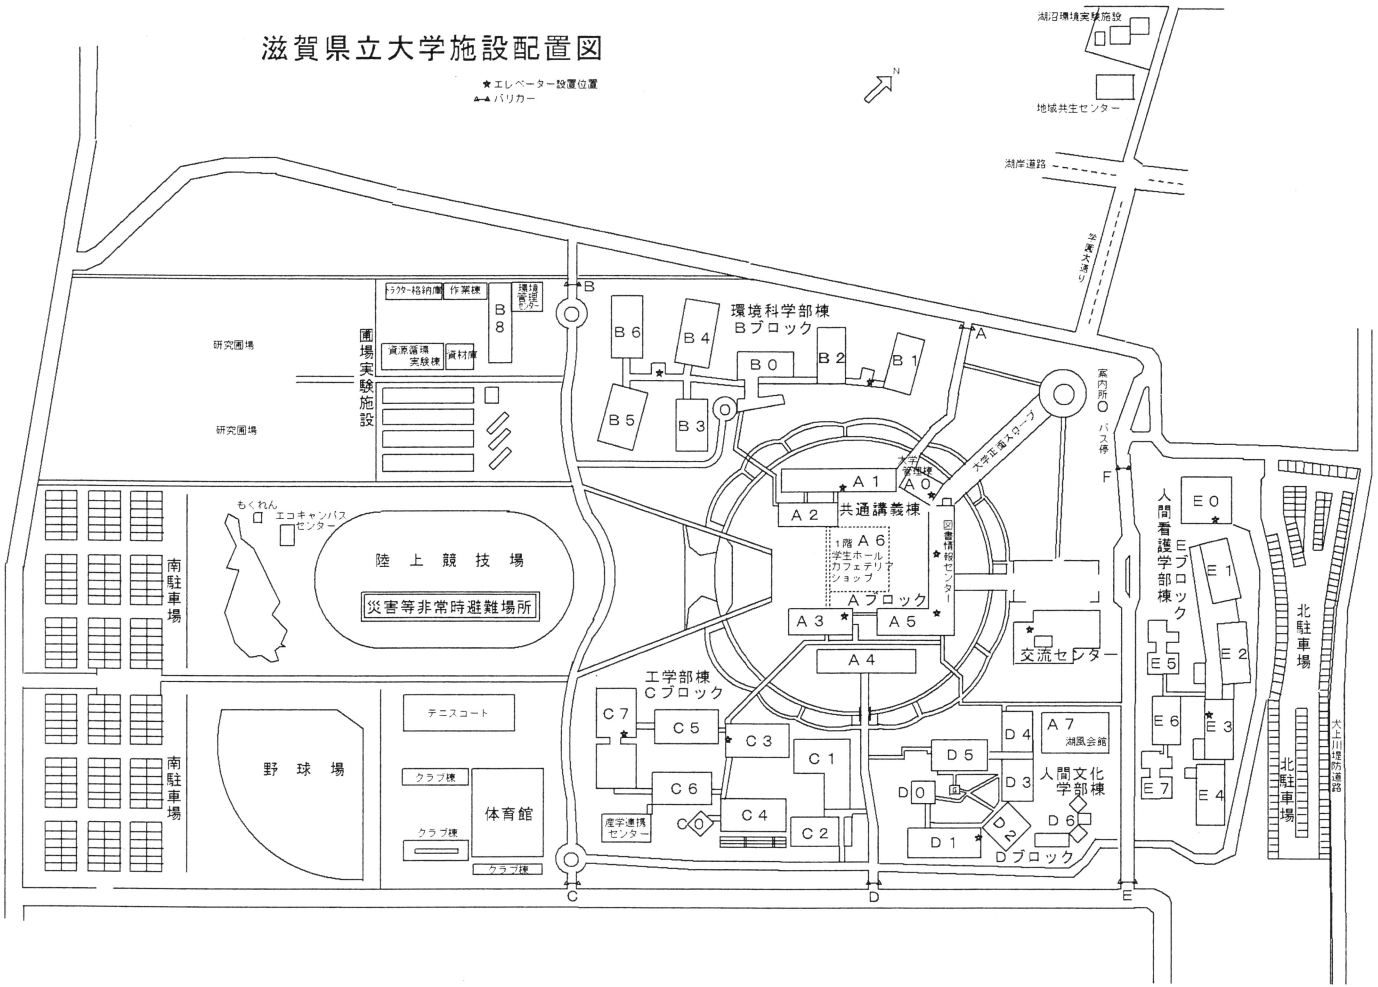 滋賀県立大学施設配置図
★エレベーター設置位置
バリカー
N
湖沼環境実験施設
地域共生センター
湖岸道路
学園大通り
トラクター格納庫
作業棟
B8
環境
管理
センター
B
資源循環
実験棟
資材庫
圃場実験施設
研究圃場
研究圃場
B6
B4
環境科学部棟
Bブロック
B0
B2
B1
B5
B3
A
案内所
バス停
大学正面スロープ
F
大学
管理棟
A0
A1
A2
共通講義棟
1階 A6
学生ホール
カフェテリア
ショップ
図書情報センター
Aブロック
A3
A5
A4
交流センター
人間看護学部棟
Eブロック
E0
E1
E2
E5
E6
E3
E7
E4
北駐車場
北駐車場
犬上川堤防道路
もくれん
エコキャンパス
センター
陸上競技場
災害等非常時避難場所
南駐車場
南駐車場
野球場
テニスコート
クラブ棟
クラブ棟
クラブ棟
体育館
工学部棟
Cブロック
C7
C5
C3
C1
C6
C4
C2
C0
産学連携
センター
D4
A7
湖風会館
D5
D3
人間文化
学部棟
D0
G
D1
D2
D6
Dブロック
C
D
E